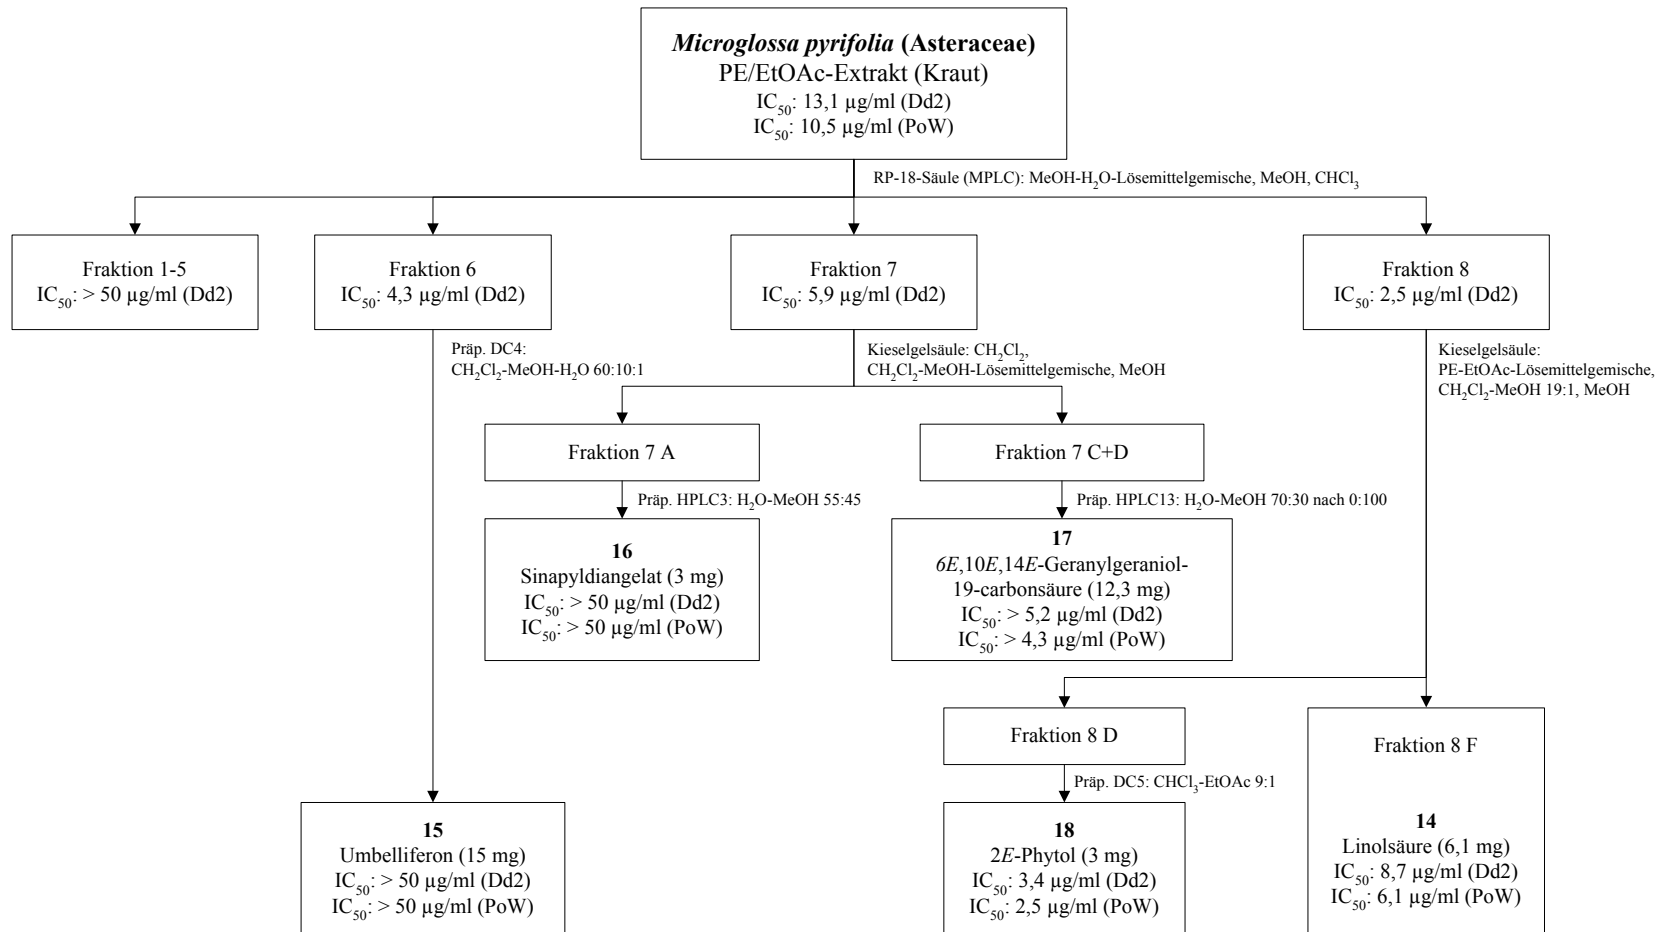 Microglossa pyrifolia (Asteraceae)
PE/EtOAc-Extrakt (Kraut)
IC50: 13,1 µg/ml (Dd2)
IC50: 10,5 µg/ml (PoW)
RP-18-Säule (MPLC): MeOH-H2O-Lösemittelgemische, MeOH, CHCl3
Fraktion 1-5
IC50: > 50 µg/ml (Dd2)
Fraktion 6
IC50: 4,3 µg/ml (Dd2)
Fraktion 7
IC50: 5,9 µg/ml (Dd2)
Fraktion 8
IC50: 2,5 µg/ml (Dd2)
Präp. DC4:
CH2Cl2-MeOH-H2O 60:10:1
Kieselgelsäule: CH2Cl2,
CH2Cl2-MeOH-Lösemittelgemische, MeOH
Kieselgelsäule:
PE-EtOAc-Lösemittelgemische,
CH2Cl2-MeOH 19:1, MeOH
Fraktion 7 A
Fraktion 7 C+D
Präp. HPLC3: H2O-MeOH 55:45
Präp. HPLC13: H2O-MeOH 70:30 nach 0:100
16
Sinapyldiangelat (3 mg)
IC50: > 50 µg/ml (Dd2)
IC50: > 50 µg/ml (PoW)
17
6E,10E,14E-Geranylgeraniol-
19-carbonsäure (12,3 mg)
IC50: > 5,2 µg/ml (Dd2)
IC50: > 4,3 µg/ml (PoW)
Fraktion 8 D
Präp. DC5: CHCl3-EtOAc 9:1
Fraktion 8 F
15
Umbelliferon (15 mg)
IC50: > 50 µg/ml (Dd2)
IC50: > 50 µg/ml (PoW)
18
2E-Phytol (3 mg)
IC50: 3,4 µg/ml (Dd2)
IC50: 2,5 µg/ml (PoW)
14
Linolsäure (6,1 mg)
IC50: 8,7 µg/ml (Dd2)
IC50: 6,1 µg/ml (PoW)